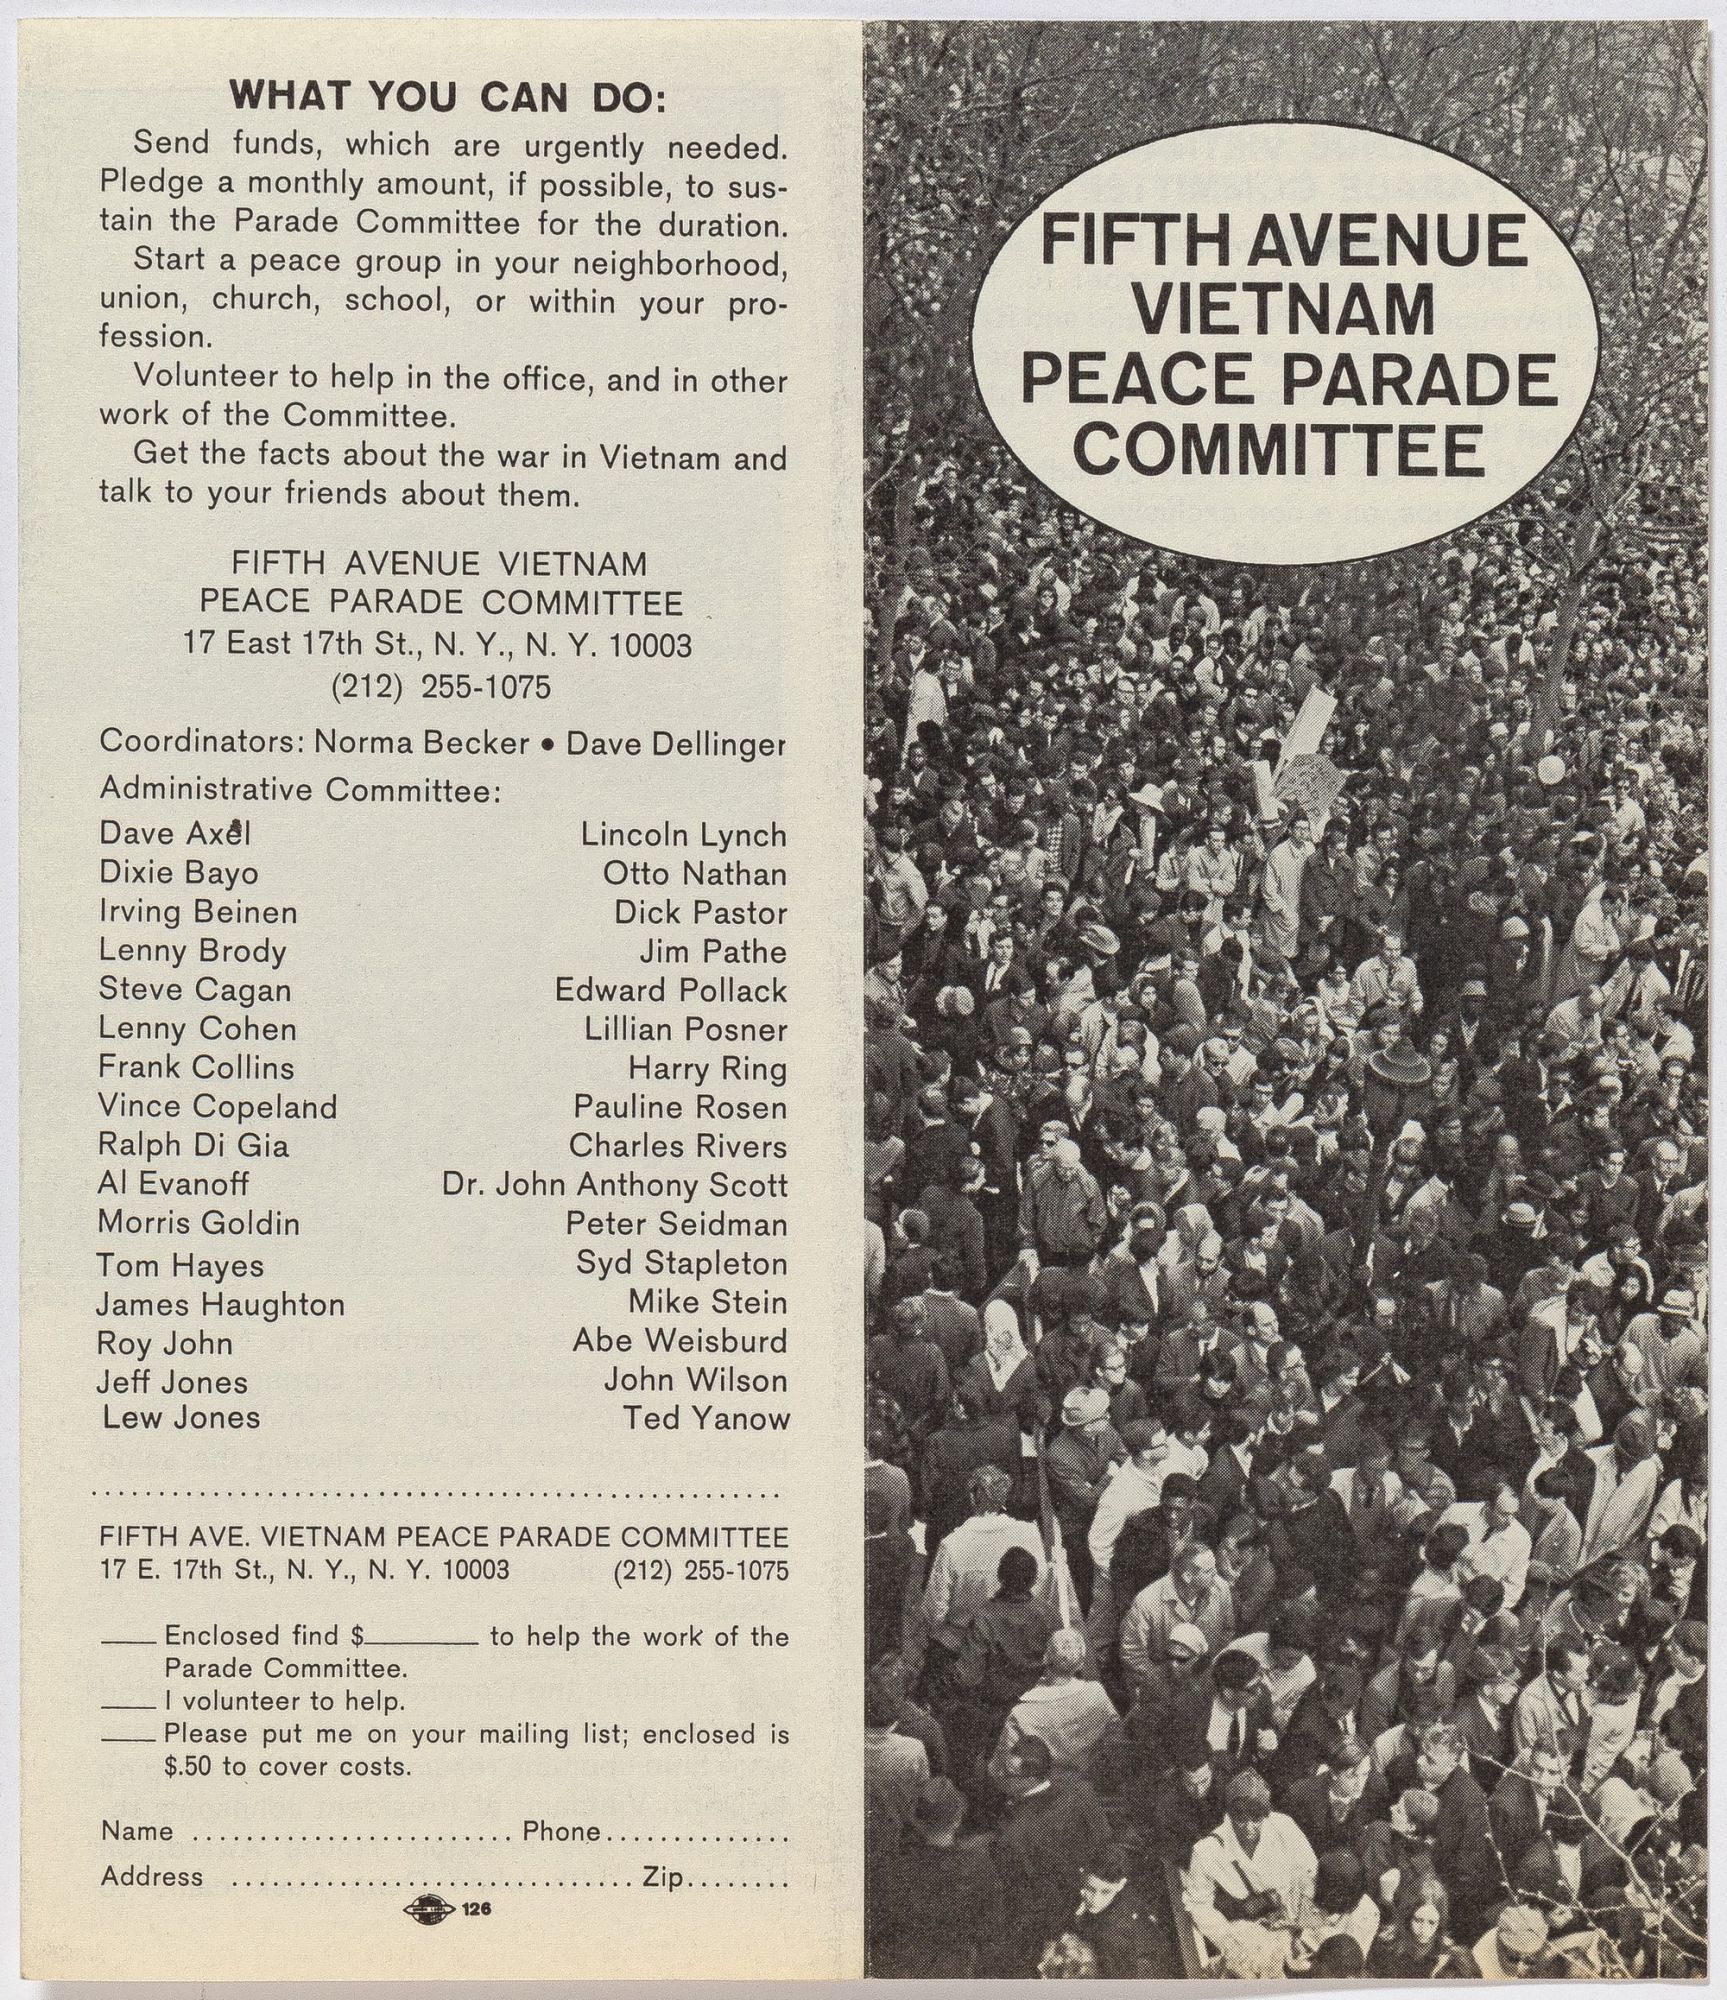 WHAT YOU CAN DO:
Send funds, which are urgently needed.
Pledge a monthly amount, if possible, to sus-
tain the Parade Committee for the duration.
Start a peace group in your neighborhood,
union, church, school, or within your pro-
fession.
Volunteer to help in the office, and in other
work of the Committee.
Get the facts about the war in Vietnam and
talk to your friends about them.
FIFTH AVENUE VIETNAM
PEACE PARADE COMMITTEE
17 East 17th St., N. Y., N. Y. 10003
(212) 255-1075
Coordinators: Norma Becker • Dave Dellinger
Administrative Committee:
Dave Axel
Dixie Bayo
Irving Beinen
Lenny Brody
Steve Cagan
Lenny Cohen
Frank Collins
Vince Copeland
Ralph Di Gia
Al Evanoff
Morris Goldin
Tom Hayes
James Haughton
Roy John
Jeff Jones
Lew Jones
Lincoln Lynch
Otto Nathan
Dick Pastor
Jim Pathe
Edward Pollack
Lillian Posner
Harry Ring
Pauline Rosen
Charles Rivers
Dr. John Anthony Scott
Peter Seidman
Syd Stapleton
Mike Stein
Abe Weisburd
John Wilson
Ted Yanow
FIFTH AVE. VIETNAM PEACE PARADE COMMITTEE
17 E. 17th St., N. Y., N. Y. 10003 (212) 255-1075
____ Enclosed find $________ to help the work of the
Parade Committee.
____ I volunteer to help.
____ Please put me on your mailing list; enclosed is
$.50 to cover costs.
Name ........................ Phone..............
Address .............................. Zip........
126
FIFTH AVENUE
VIETNAM
PEACE PARADE
COMMITTEE